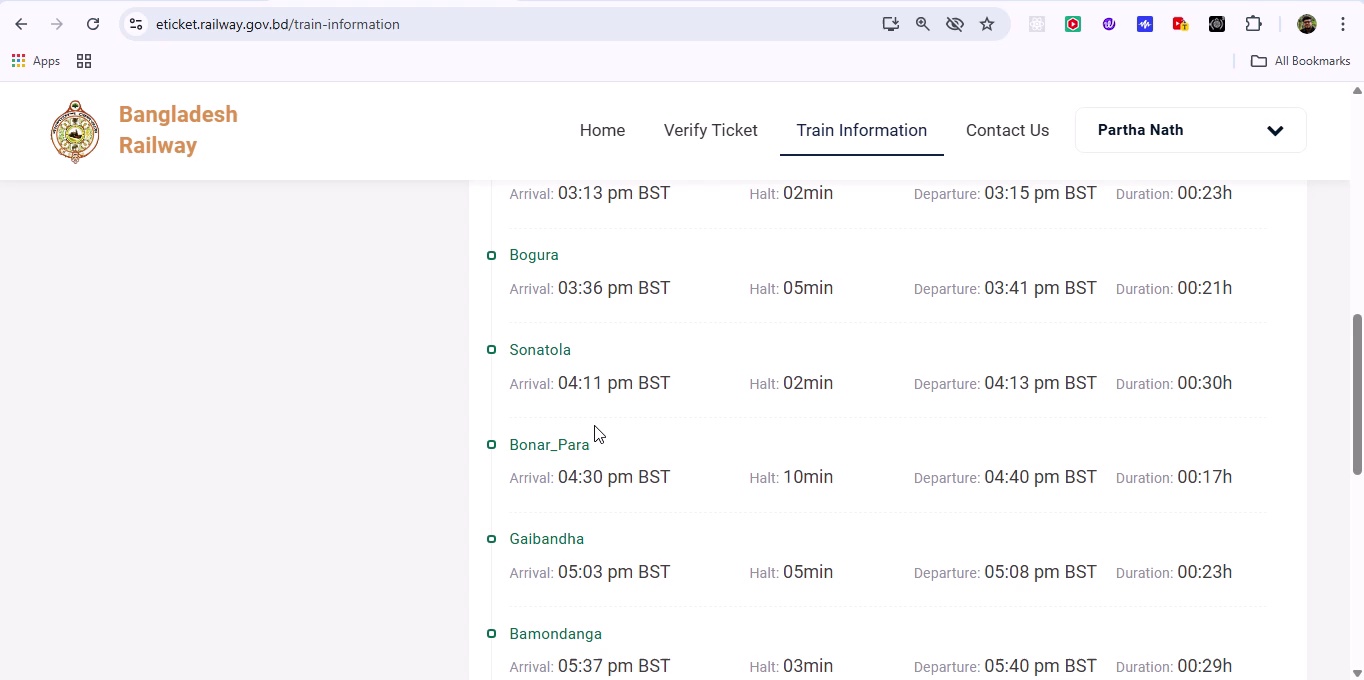 eticket.railway.gov.bd/train-information
Apps
All Bookmarks
Bangladesh
Railway
Home
Verify Ticket
Train Information
Contact Us
Partha Nath
Arrival: 03:13 pm BST Halt: 02min Departure: 03:15 pm BST Duration: 00:23h
Bogura
Arrival: 03:36 pm BST Halt: 05min Departure: 03:41 pm BST Duration: 00:21h
Sonatola
Arrival: 04:11 pm BST Halt: 02min Departure: 04:13 pm BST Duration: 00:30h
Bonar_Para
Arrival: 04:30 pm BST Halt: 10min Departure: 04:40 pm BST Duration: 00:17h
Gaibandha
Arrival: 05:03 pm BST Halt: 05min Departure: 05:08 pm BST Duration: 00:23h
Bamondanga
Arrival: 05:37 pm BST Halt: 03min Departure: 05:40 pm BST Duration: 00:29h